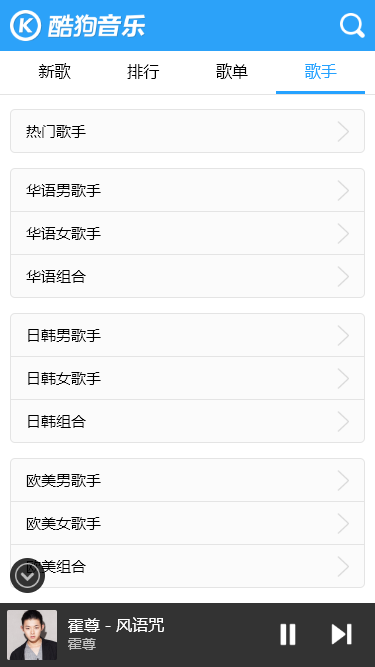 酷狗音乐
新歌 排行 歌单 歌手
热门歌手
华语男歌手
华语女歌手
华语组合
日韩男歌手
日韩女歌手
日韩组合
欧美男歌手
欧美女歌手
欧美组合
霍尊 - 风语咒
霍尊